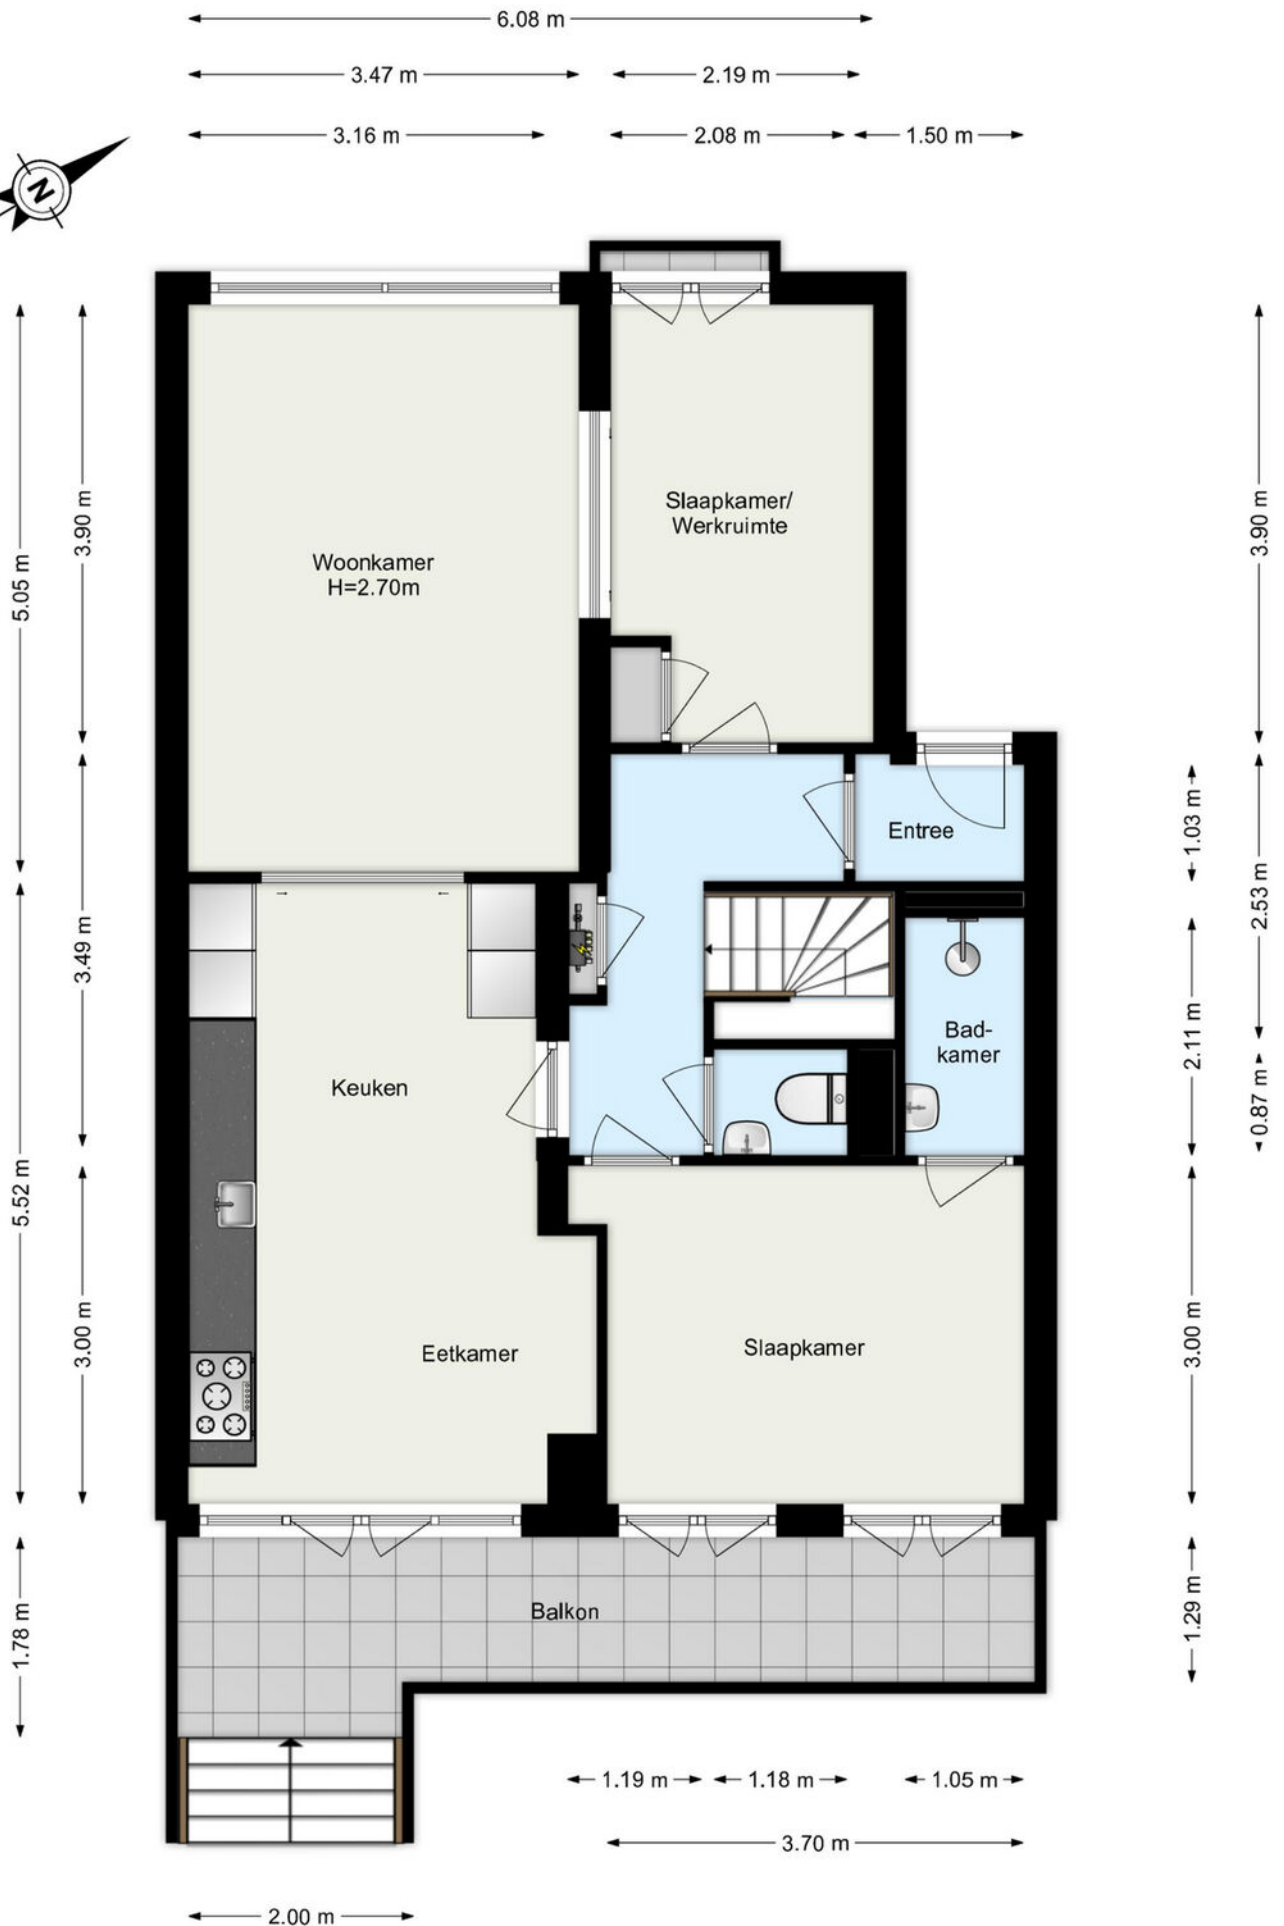 6.08 m
3.47 m
2.19 m
3.16 m
2.08 m
1.50 m
N
5.05 m
3.90 m
3.90 m
Slaapkamer/
Werkruimte
Woonkamer
H=2.70m
Entree
1.03 m
2.53 m
3.49 m
Keuken
Bad-
kamer
2.11 m
0.87 m
5.52 m
3.00 m
Eetkamer
Slaapkamer
3.00 m
Balkon
1.78 m
1.29 m
1.19 m
1.18 m
1.05 m
3.70 m
2.00 m